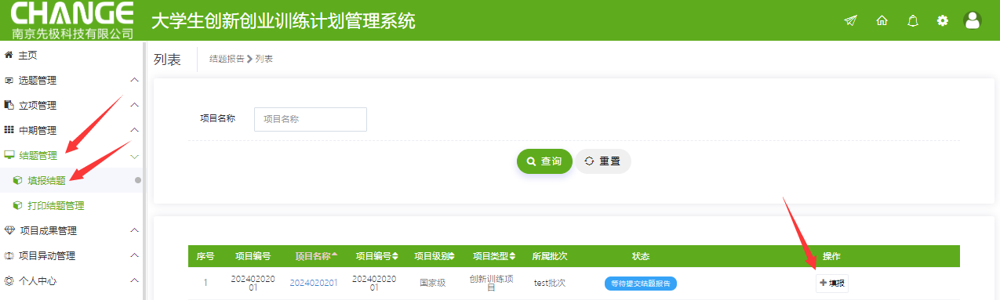 CHANGE
南京先极科技有限公司
大学生创新创业训练计划管理系统
主页
选题管理
立项管理
中期管理
结题管理
填报结题
打印结题管理
项目成果管理
项目异动管理
个人中心
列表
结题报告 列表
项目名称 项目名称
查询 重置
序号 项目编号 项目名称 项目编号 项目级别 项目类型 所属批次 状态 操作
1 202402020 2024020201 202402020 国家级 创新训练项 test批次 等待提交结题报告 填报
01 01 目